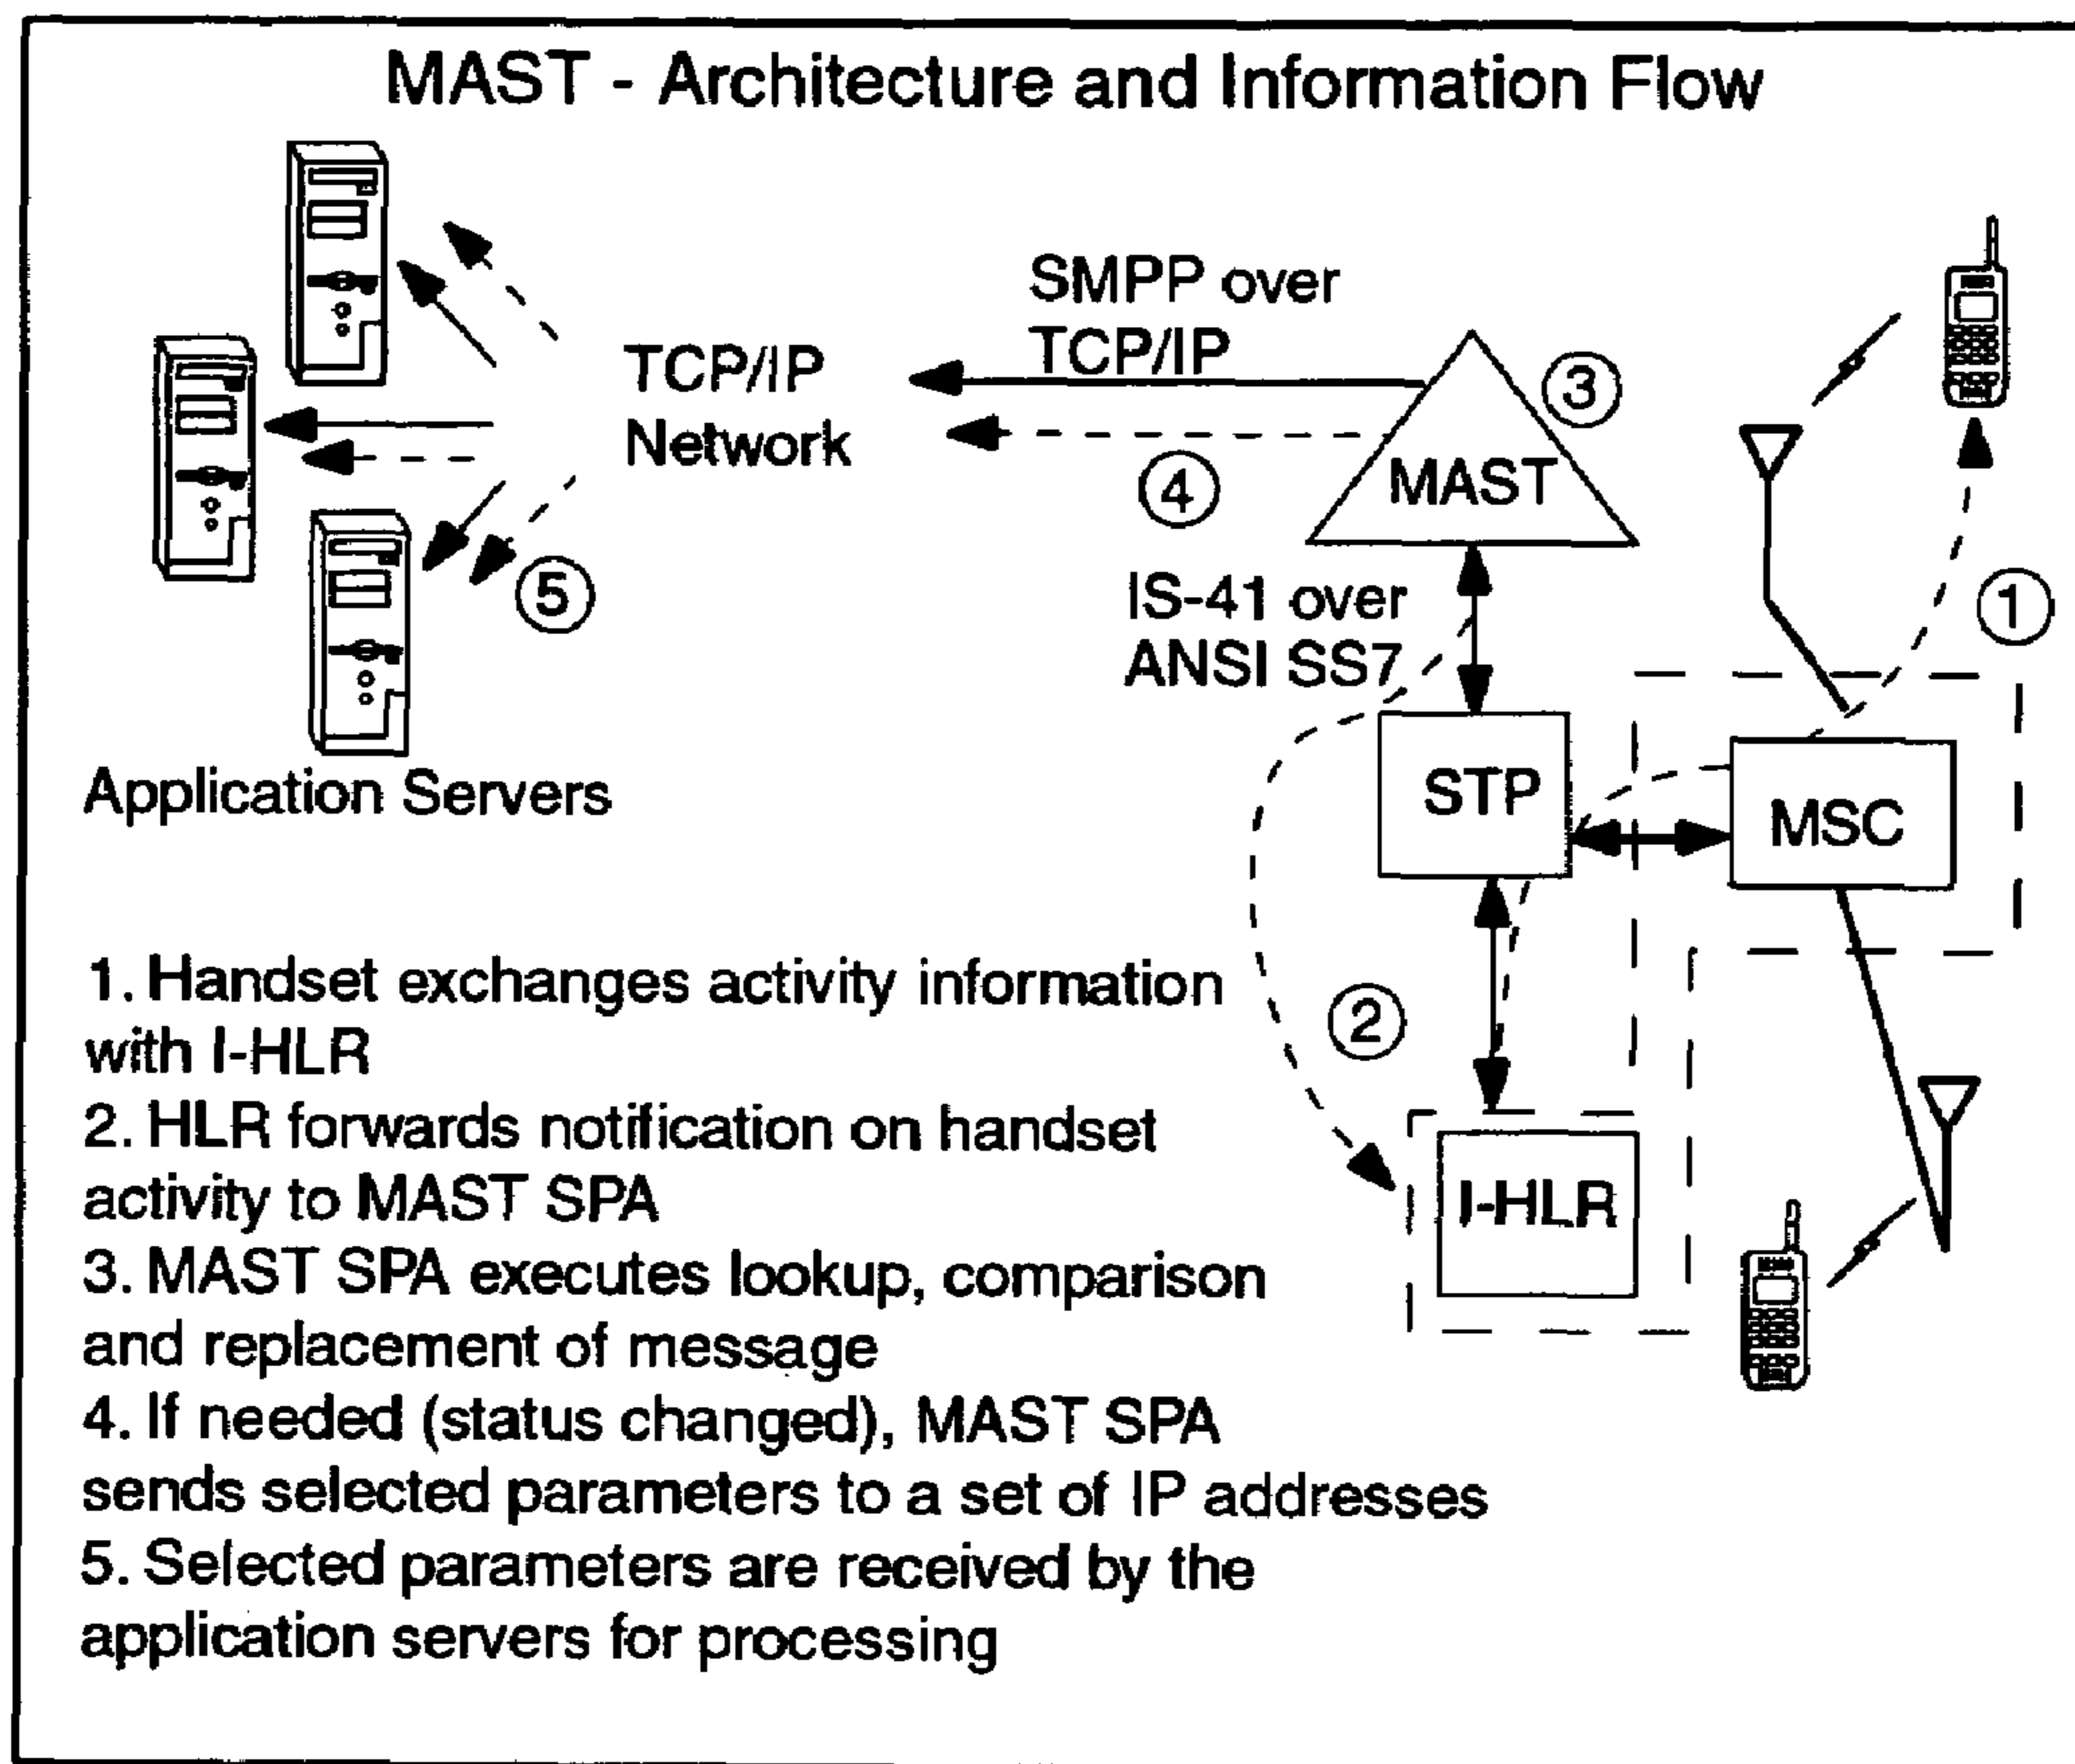 MAST - Architecture and Information Flow
SMPP over
TCP/IP
TCP/IP
Network
3
MAST
4
1
5
IS-41 over
ANSI SS7
STP
MSC
Application Servers
2
I-HLR
1. Handset exchanges activity information
with I-HLR
2. HLR forwards notification on handset
activity to MAST SPA
3. MAST SPA executes lookup, comparison
and replacement of message
4. If needed (status changed), MAST SPA
sends selected parameters to a set of IP addresses
5. Selected parameters are received by the
application servers for processing